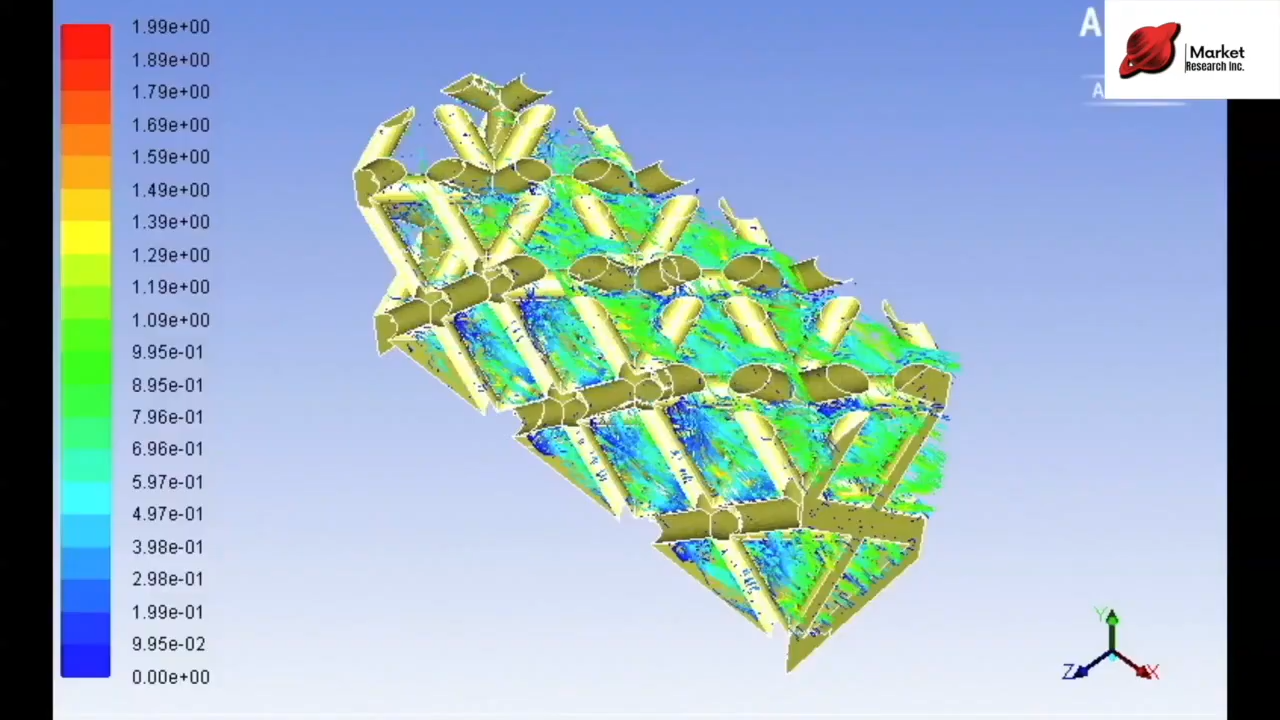 1.99e+00
1.89e+00
1.79e+00
1.69e+00
1.59e+00
1.49e+00
1.39e+00
1.29e+00
1.19e+00
1.09e+00
9.95e-01
8.95e-01
7.96e-01
6.96e-01
5.97e-01
4.97e-01
3.98e-01
2.98e-01
1.99e-01
9.95e-02
0.00e+00
A
A
Market
Research Inc.
Y
Z
X